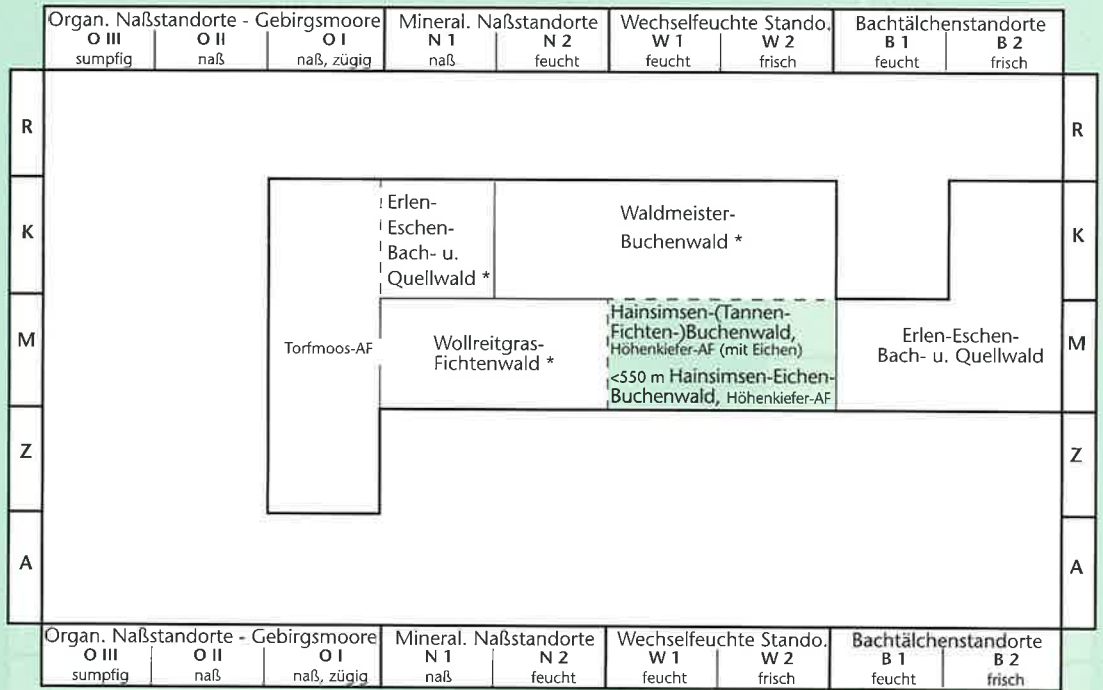 Organ. Naßstandorte - Gebirgsmoore Mineral. Naßstandorte Wechselfeuchte Stando. Bachtälchenstandorte
O III O II O I N 1 N 2 W 1 W 2 B 1 B 2
sumpfig naß naß, zügig naß feucht feucht frisch feucht frisch
R R
K K
Erlen-
Eschen-
Bach- u.
Quellwald *
Waldmeister-
Buchenwald *
M M
Torfmoos-AF
Wollreitgras-
Fichtenwald *
Hainsimsen-(Tannen-
Fichten-)Buchenwald,
Höhenkiefer-AF (mit Eichen)
<550 m Hainsimsen-Eichen-
Buchenwald, Höhenkiefer-AF
Erlen-Eschen-
Bach- u. Quellwald
Z Z
A A
Organ. Naßstandorte - Gebirgsmoore Mineral. Naßstandorte Wechselfeuchte Stando. Bachtälchenstandorte
O III O II O I N 1 N 2 W 1 W 2 B 1 B 2
sumpfig naß naß, zügig naß feucht feucht frisch feucht frisch